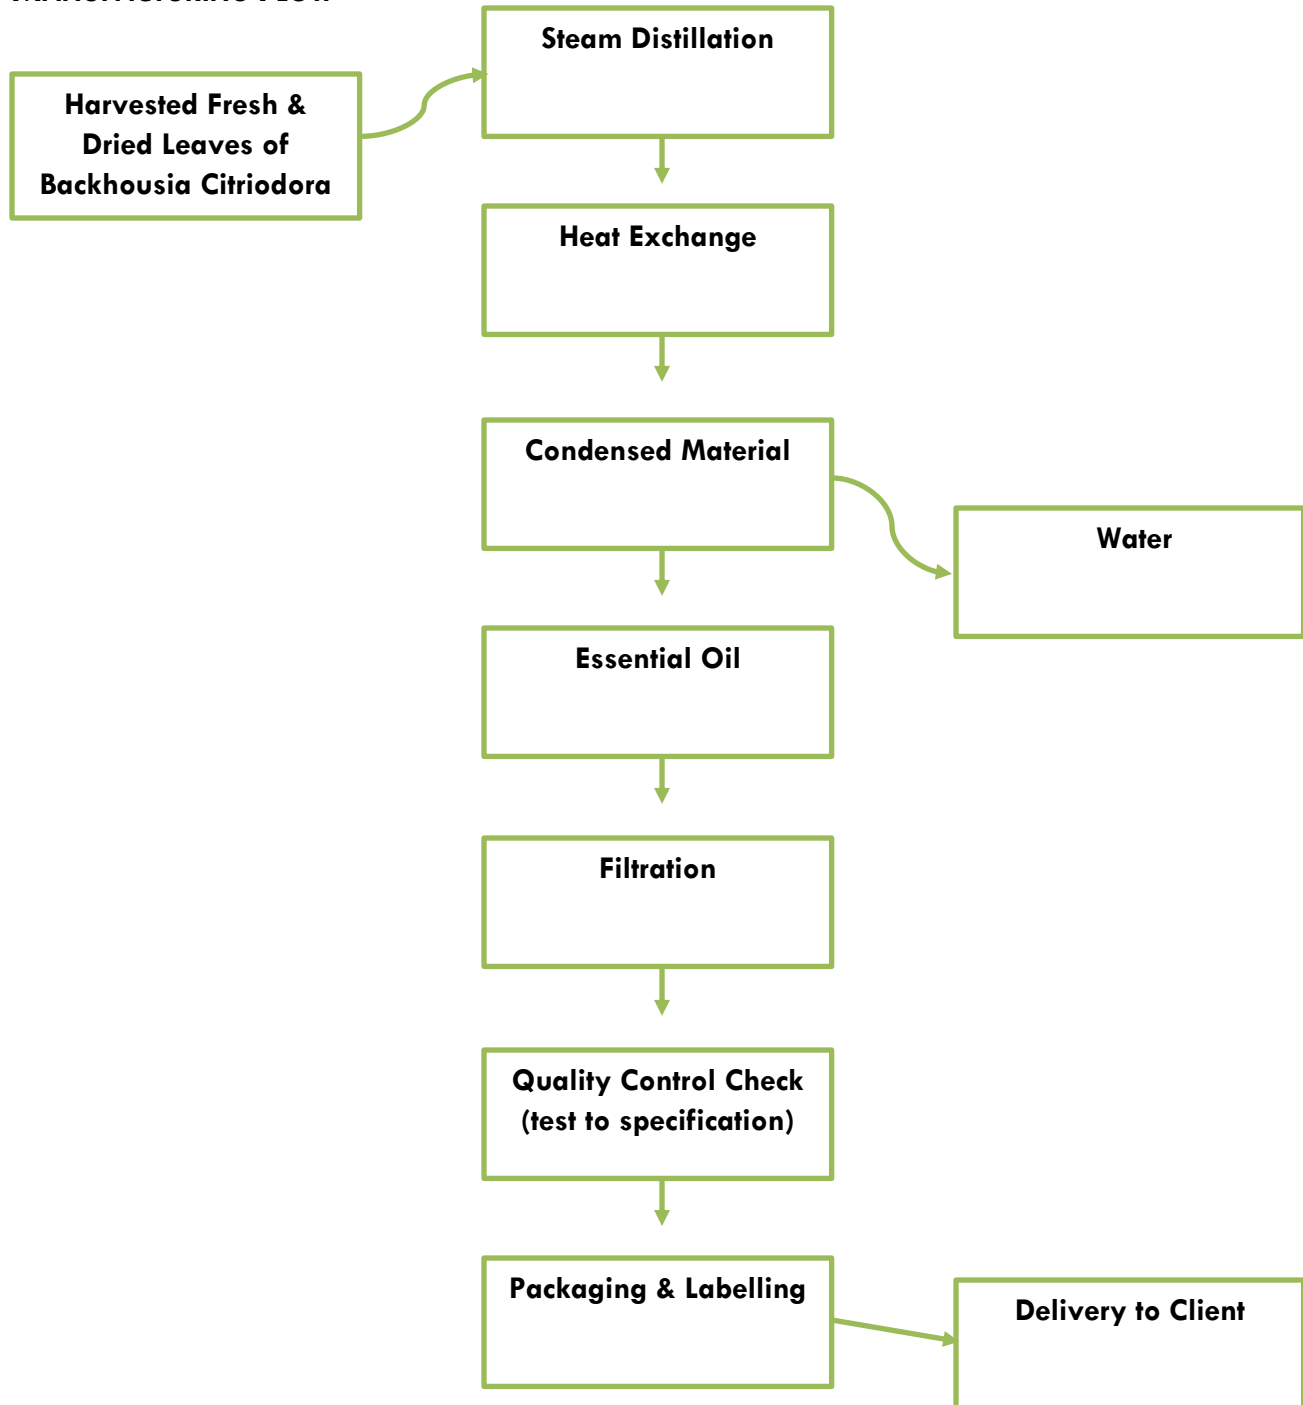 Steam Distillation
Harvested Fresh &
Dried Leaves of
Backhousia Citriodora
Heat Exchange
Condensed Material
Water
Essential Oil
Filtration
Quality Control Check
(test to specification)
Packaging & Labelling
Delivery to Client